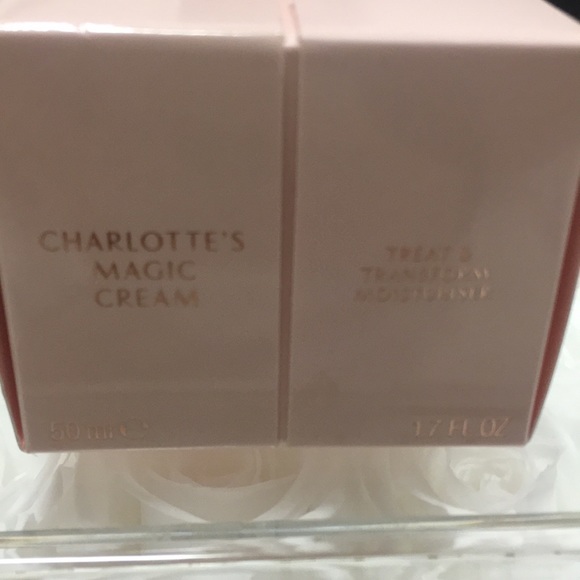 CHARLOTTE'S
MAGIC
CREAM
TREAT &
TRANSFORM
MOISTURISER
50 ml ℮
1.7 FL OZ